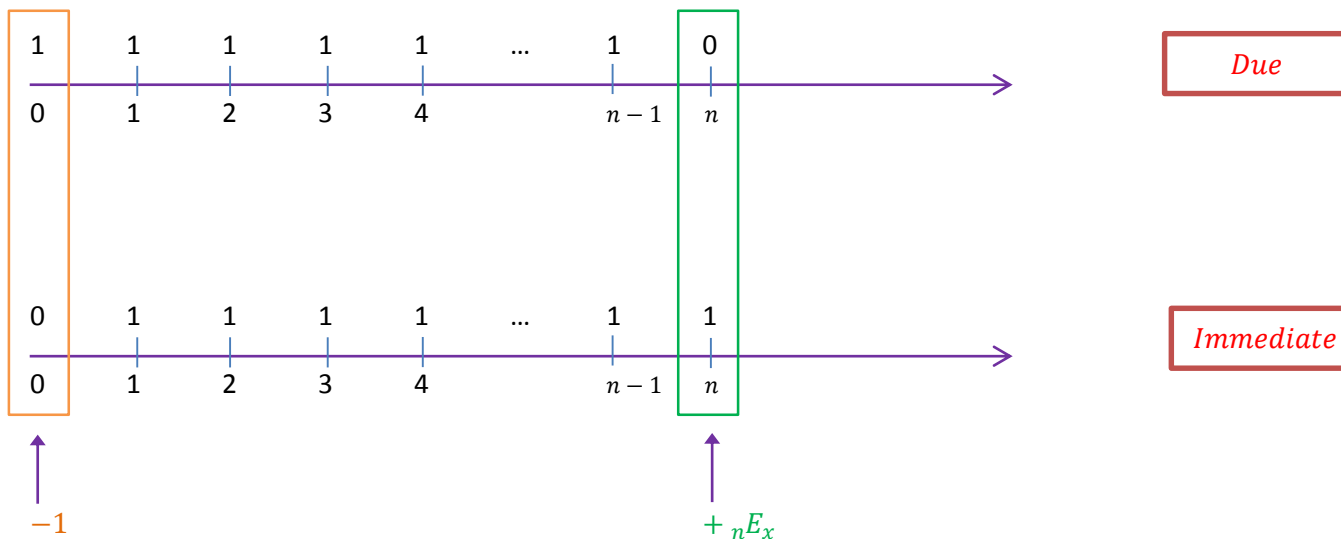 1 1 1 1 1 ... 1 0
Due
0 1 2 3 4 n − 1 n
0 1 1 1 1 ... 1 1
Immediate
0 1 2 3 4 n − 1 n
−1
+ ₙEₓ